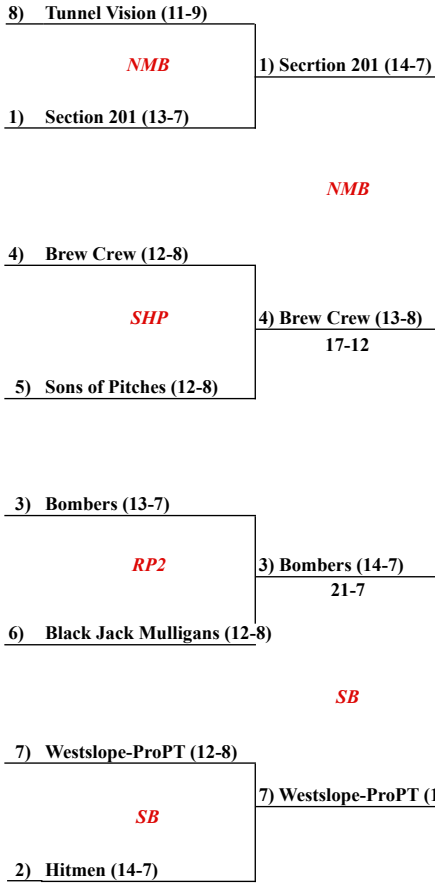 8) Tunnel Vision (11-9)
NMB
1) Secrtion 201 (14-7)
1) Section 201 (13-7)
NMB
4) Brew Crew (12-8)
SHP
4) Brew Crew (13-8)
17-12
5) Sons of Pitches (12-8)
3) Bombers (13-7)
RP2
3) Bombers (14-7)
21-7
6) Black Jack Mulligans (12-8)
SB
7) Westslope-ProPT (12-8)
7) Westslope-ProPT (1
SB
2) Hitmen (14-7)